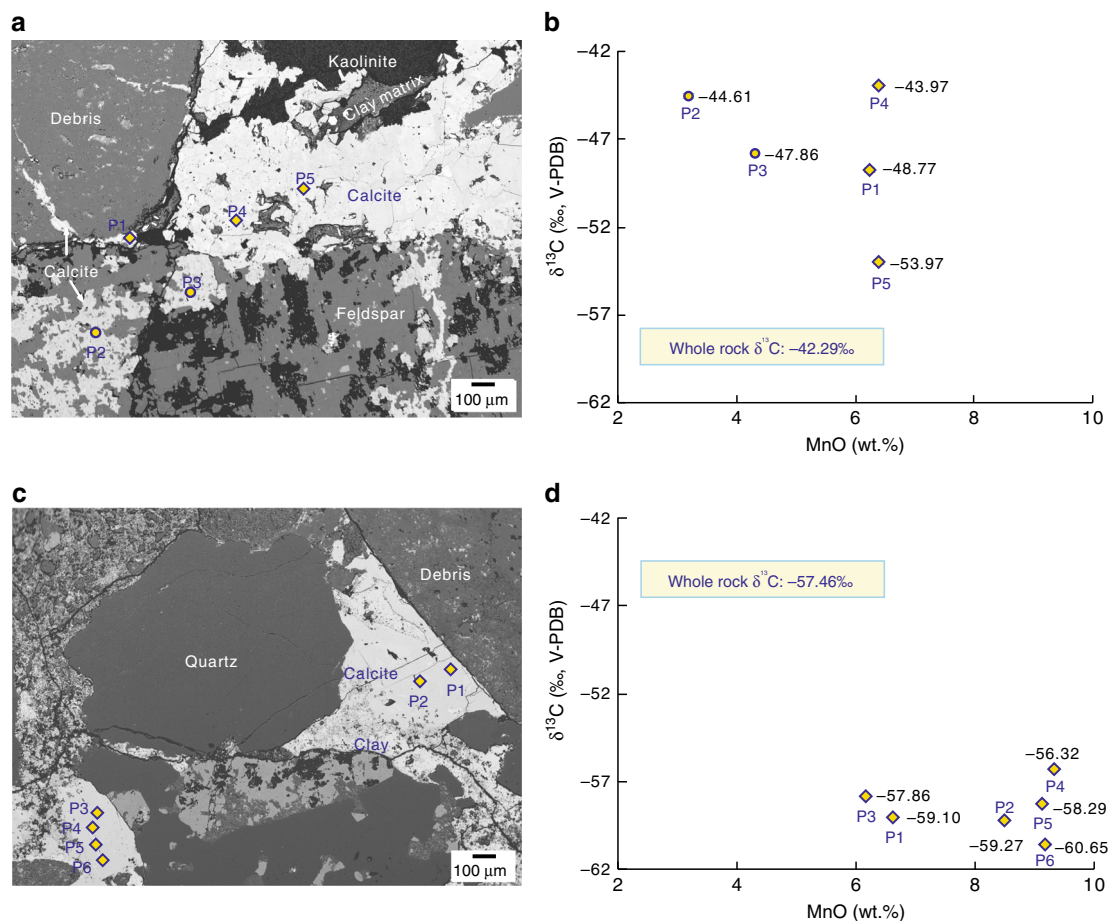 a
Kaolinite
Clay matrix
Debris
P5
Calcite
P4
P1
Calcite
P3
Feldspar
P2
100 µm
b
−42
−47
−52
−57
−62
δ13C (‰, V-PDB)
−44.61
P2
−43.97
P4
−47.86
P3
−48.77
P1
−53.97
P5
Whole rock δ13C: −42.29‰
2
4
6
8
10
MnO (wt.%)
c
Debris
Quartz
Calcite
P1
P2
Clay
P3
P4
P5
P6
100 µm
d
−42
−47
−52
−57
−62
δ13C (‰, V-PDB)
Whole rock δ13C: −57.46‰
−56.32
P4
−57.86
P3
−59.10
P1
P2
−59.27
−58.29
P5
−60.65
P6
2
4
6
8
10
MnO (wt.%)